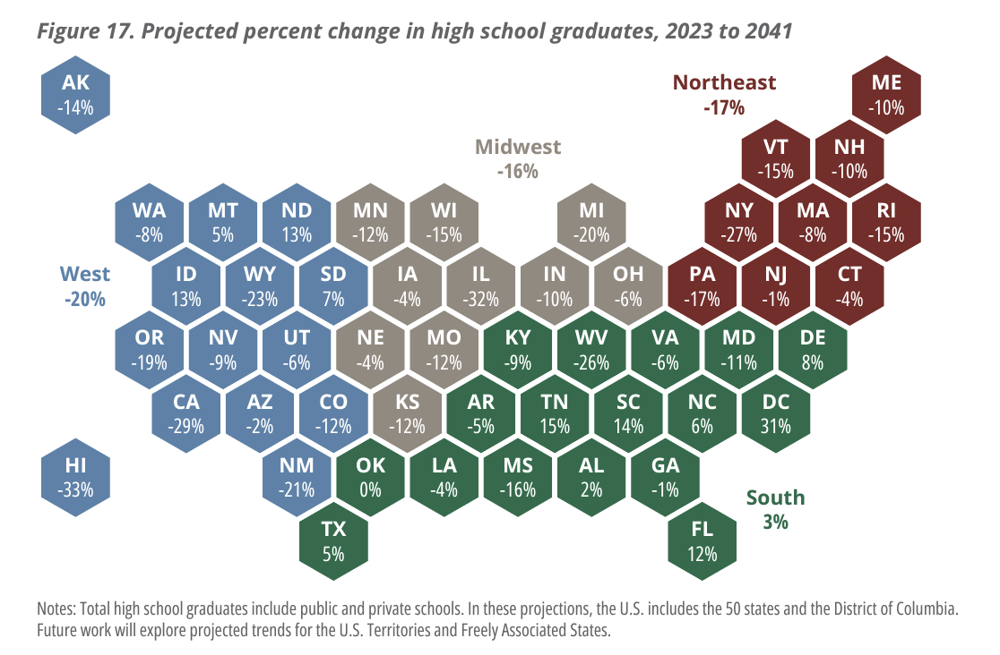 Figure 17. Projected percent change in high school graduates, 2023 to 2041
AK
-14%
Northeast
-17%
ME
-10%
Midwest
-16%
VT
-15%
NH
-10%
WA
-8%
MT
5%
ND
13%
MN
-12%
WI
-15%
MI
-20%
NY
-27%
MA
-8%
RI
-15%
West
-20%
ID
13%
WY
-23%
SD
7%
IA
-4%
IL
-32%
IN
-10%
OH
-6%
PA
-17%
NJ
-1%
CT
-4%
OR
-19%
NV
-9%
UT
-6%
NE
-4%
MO
-12%
KY
-9%
WV
-26%
VA
-6%
MD
-11%
DE
8%
CA
-29%
AZ
-2%
CO
-12%
KS
-12%
AR
-5%
TN
15%
SC
14%
NC
6%
DC
31%
HI
-33%
NM
-21%
OK
0%
LA
-4%
MS
-16%
AL
2%
GA
-1%
South
3%
TX
5%
FL
12%
Notes: Total high school graduates include public and private schools. In these projections, the U.S. includes the 50 states and the District of Columbia.
Future work will explore projected trends for the U.S. Territories and Freely Associated States.